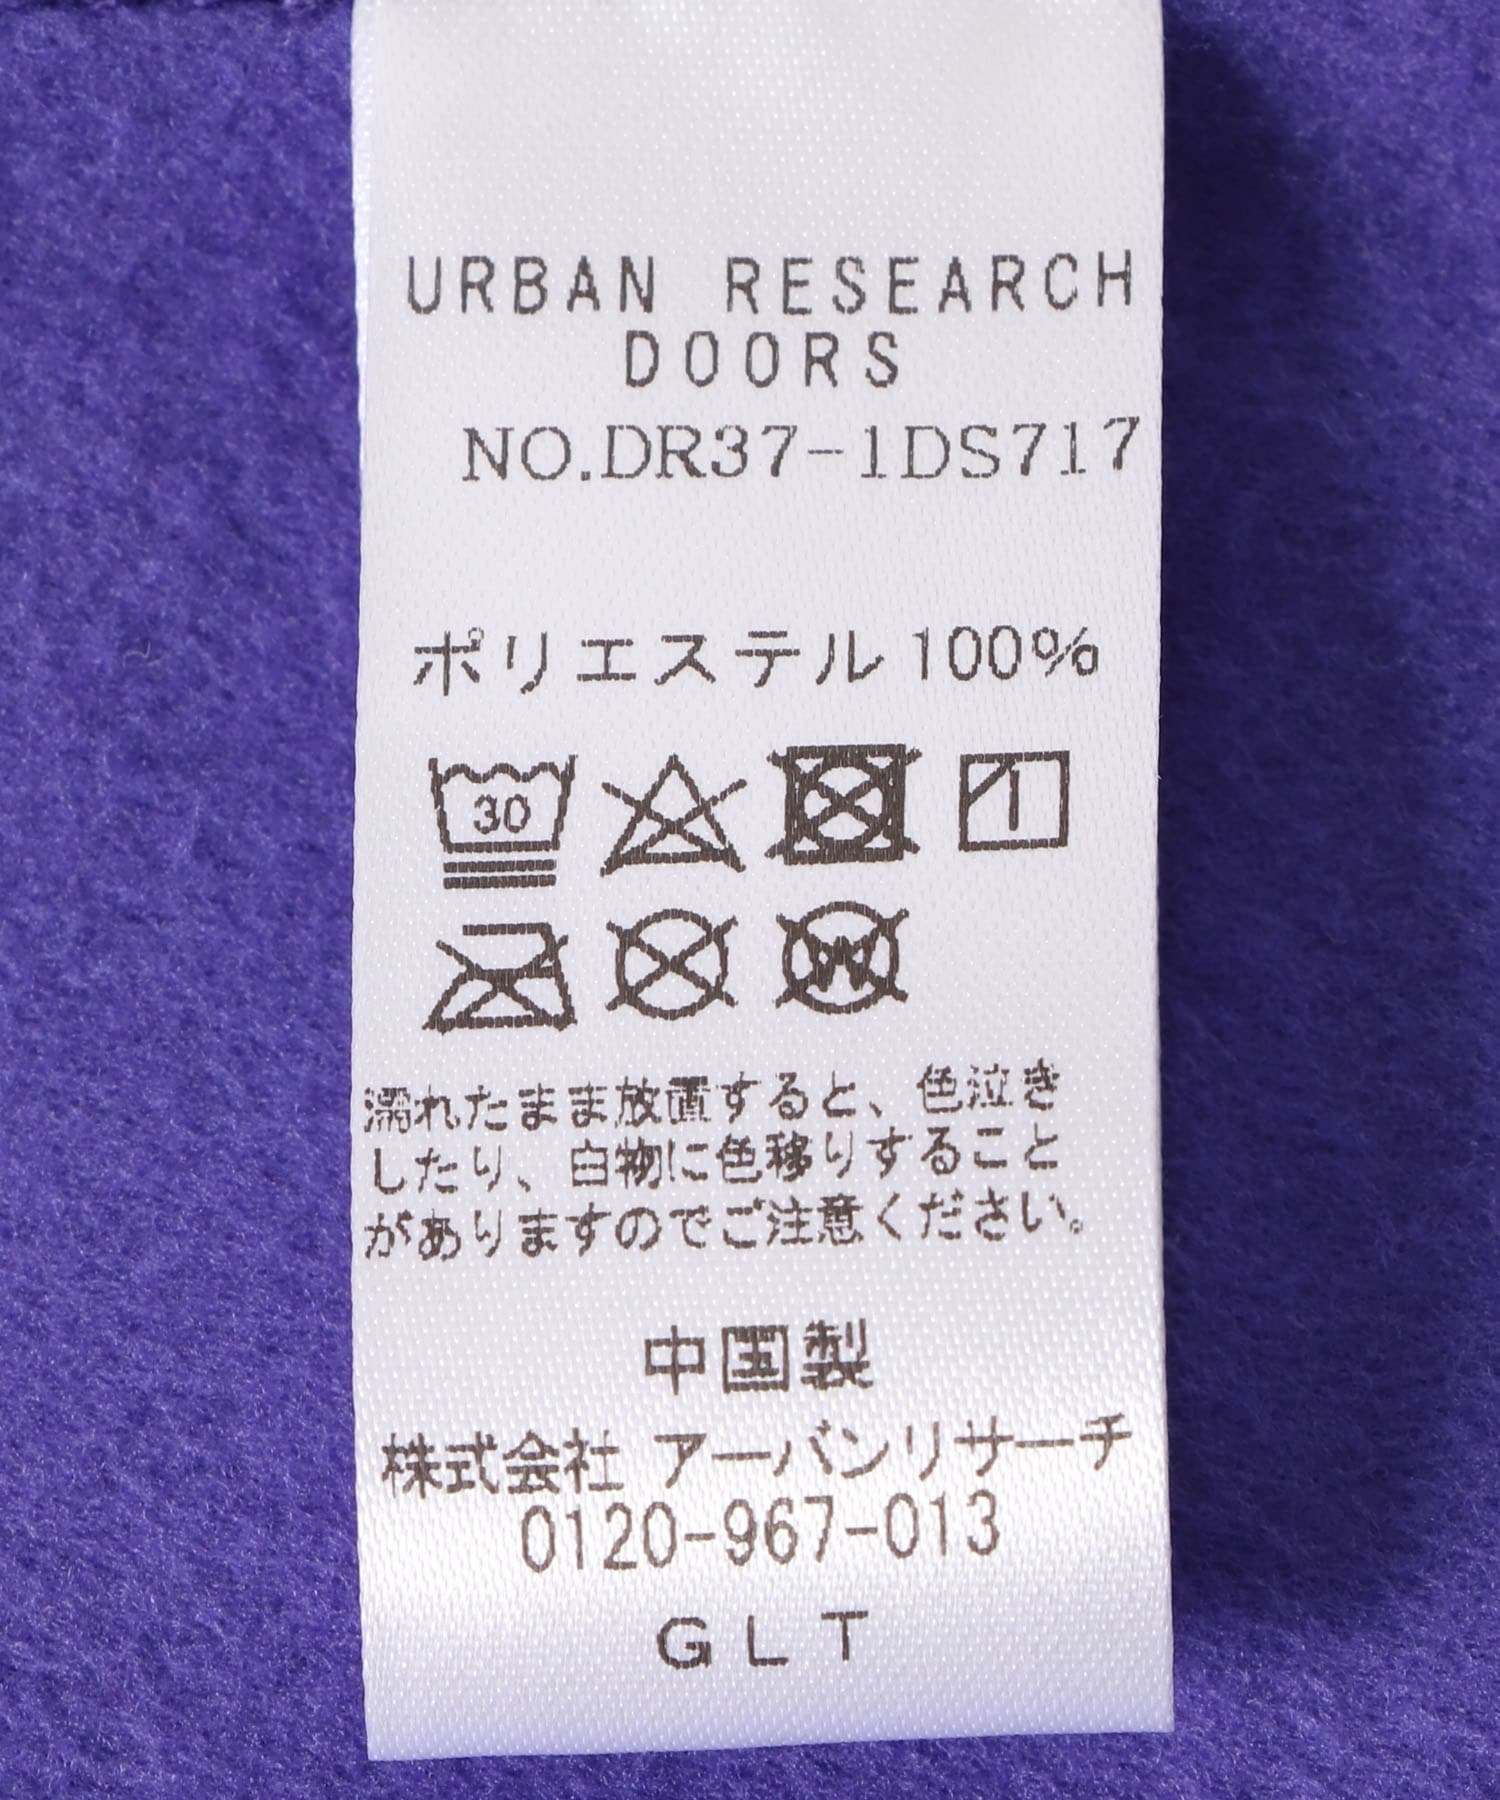 URBAN RESEARCH
DOORS
NO.DR37-1DS717
ポリエステル100%
30
W
濡れたまま放置すると、色泣き
したり、白物に色移りすること
がありますのでご注意ください。
中国製
株式会社 アーバンリサーチ
0120-967-013
GLT